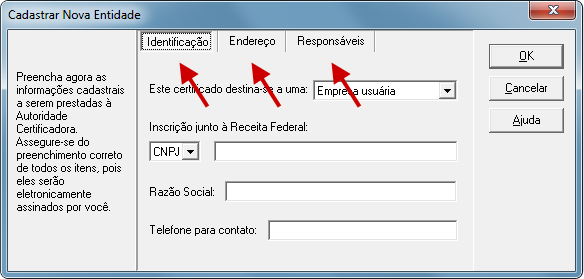 Cadastrar Nova Entidade
Identificação Endereço Responsáveis
Preencha agora as
informações cadastrais
a serem prestadas à
Autoridade
Certificadora.
Assegure-se do
preenchimento correto
de todos os itens, pois
eles serão
eletronicamente
assinados por você.
Este certificado destina-se a uma: Empresa usuária
Inscrição junto à Receita Federal:
CNPJ
Razão Social:
Telefone para contato:
OK
Cancelar
Ajuda